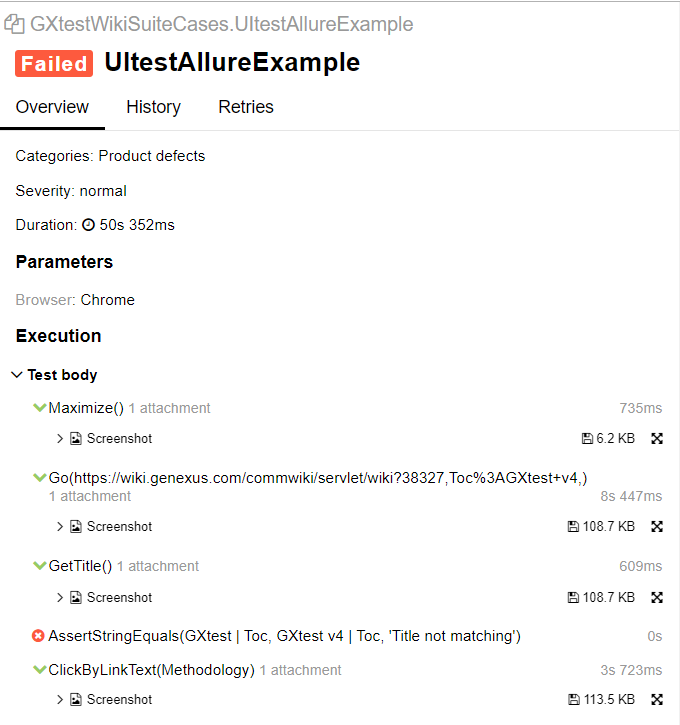 GXtestWikiSuiteCases.UItestAllureExample
Failed UItestAllureExample
Overview History Retries
Categories: Product defects
Severity: normal
Duration: 50s 352ms
Parameters
Browser: Chrome
Execution
Test body
Maximize() 1 attachment 735ms
Screenshot 6.2 KB
Go(https://wiki.genexus.com/commwiki/servlet/wiki?38327,Toc%3AGXtest+v4,)
1 attachment 8s 447ms
Screenshot 108.7 KB
GetTitle() 1 attachment 609ms
Screenshot 108.7 KB
AssertStringEquals(GXtest | Toc, GXtest v4 | Toc, 'Title not matching') 0s
ClickByLinkText(Methodology) 1 attachment 3s 723ms
Screenshot 113.5 KB